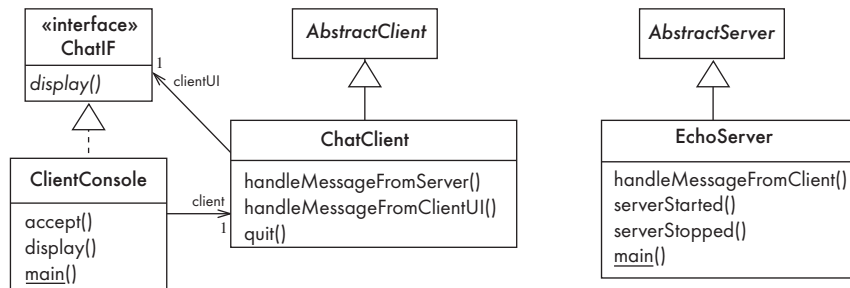 «interface»
ChatIF
display()
1
clientUI
AbstractClient
AbstractServer
ClientConsole
accept()
display()
main()
client
1
ChatClient
handleMessageFromServer()
handleMessageFromClientUI()
quit()
EchoServer
handleMessageFromClient()
serverStarted()
serverStopped()
main()